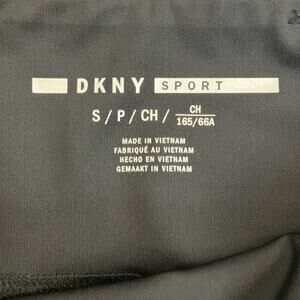 DKNY SPORT
S/P/CH/ CH 165/66A
MADE IN VIETNAM
FABRIQUÉ AU VIETNAM
HECHO EN VIETNAM
GEMAAKT IN VIETNAM